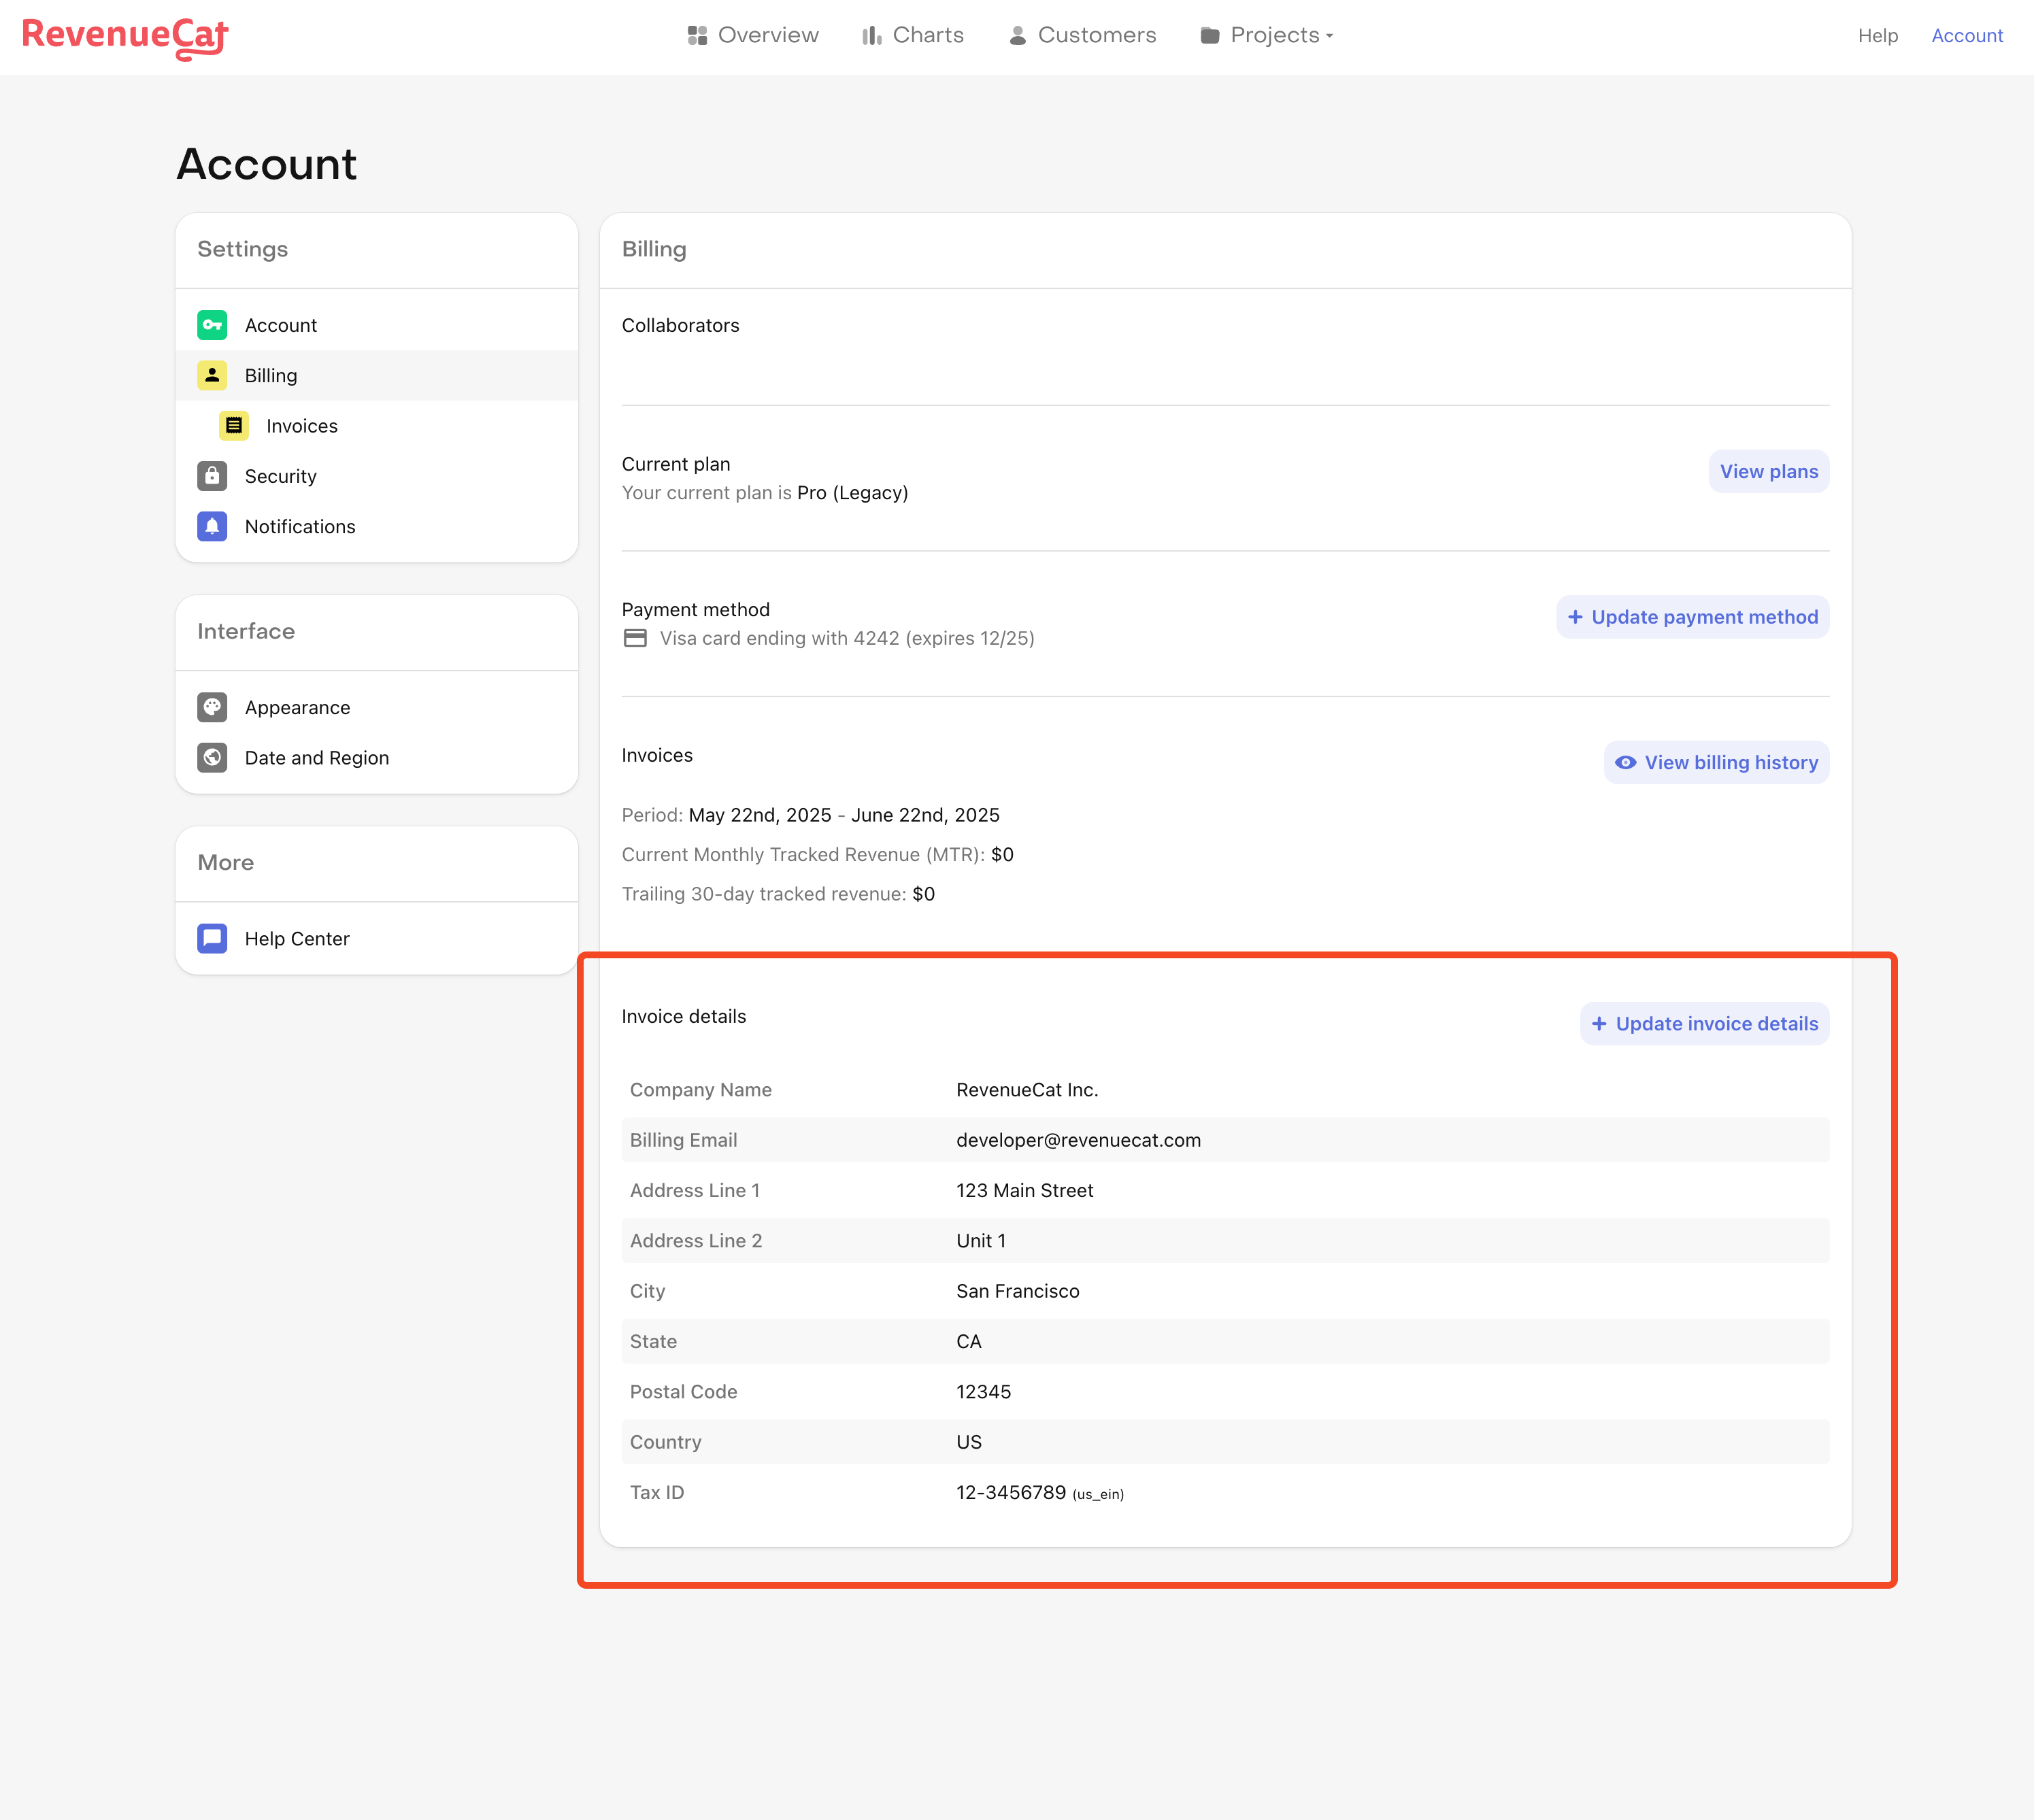 RevenueCat
Overview
Charts
Customers
Projects
Help
Account
Account
Settings
Account
Billing
Invoices
Security
Notifications
Interface
Appearance
Date and Region
More
Help Center
Billing
Collaborators
Current plan
Your current plan is Pro (Legacy)
View plans
Payment method
Visa card ending with 4242 (expires 12/25)
+ Update payment method
Invoices
View billing history
Period: May 22nd, 2025 - June 22nd, 2025
Current Monthly Tracked Revenue (MTR): $0
Trailing 30-day tracked revenue: $0
Invoice details
+ Update invoice details
Company Name RevenueCat Inc.
Billing Email developer@revenuecat.com
Address Line 1 123 Main Street
Address Line 2 Unit 1
City San Francisco
State CA
Postal Code 12345
Country US
Tax ID 12-3456789 (us_ein)